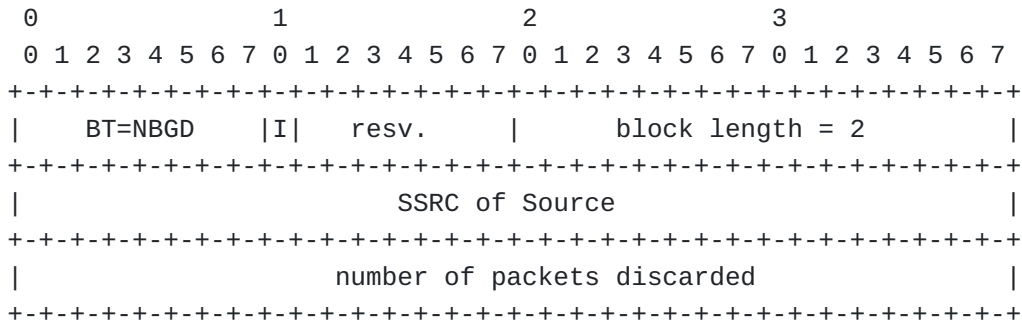 0               1               2               3
 0 1 2 3 4 5 6 7 0 1 2 3 4 5 6 7 0 1 2 3 4 5 6 7 0 1 2 3 4 5 6 7
+-+-+-+-+-+-+-+-+-+-+-+-+-+-+-+-+-+-+-+-+-+-+-+-+-+-+-+-+-+-+-+-+
|    BT=NBGD    |I|   resv.     |      block length = 2         |
+-+-+-+-+-+-+-+-+-+-+-+-+-+-+-+-+-+-+-+-+-+-+-+-+-+-+-+-+-+-+-+-+
|                        SSRC of Source                         |
+-+-+-+-+-+-+-+-+-+-+-+-+-+-+-+-+-+-+-+-+-+-+-+-+-+-+-+-+-+-+-+-+
|                    number of packets discarded                |
+-+-+-+-+-+-+-+-+-+-+-+-+-+-+-+-+-+-+-+-+-+-+-+-+-+-+-+-+-+-+-+-+